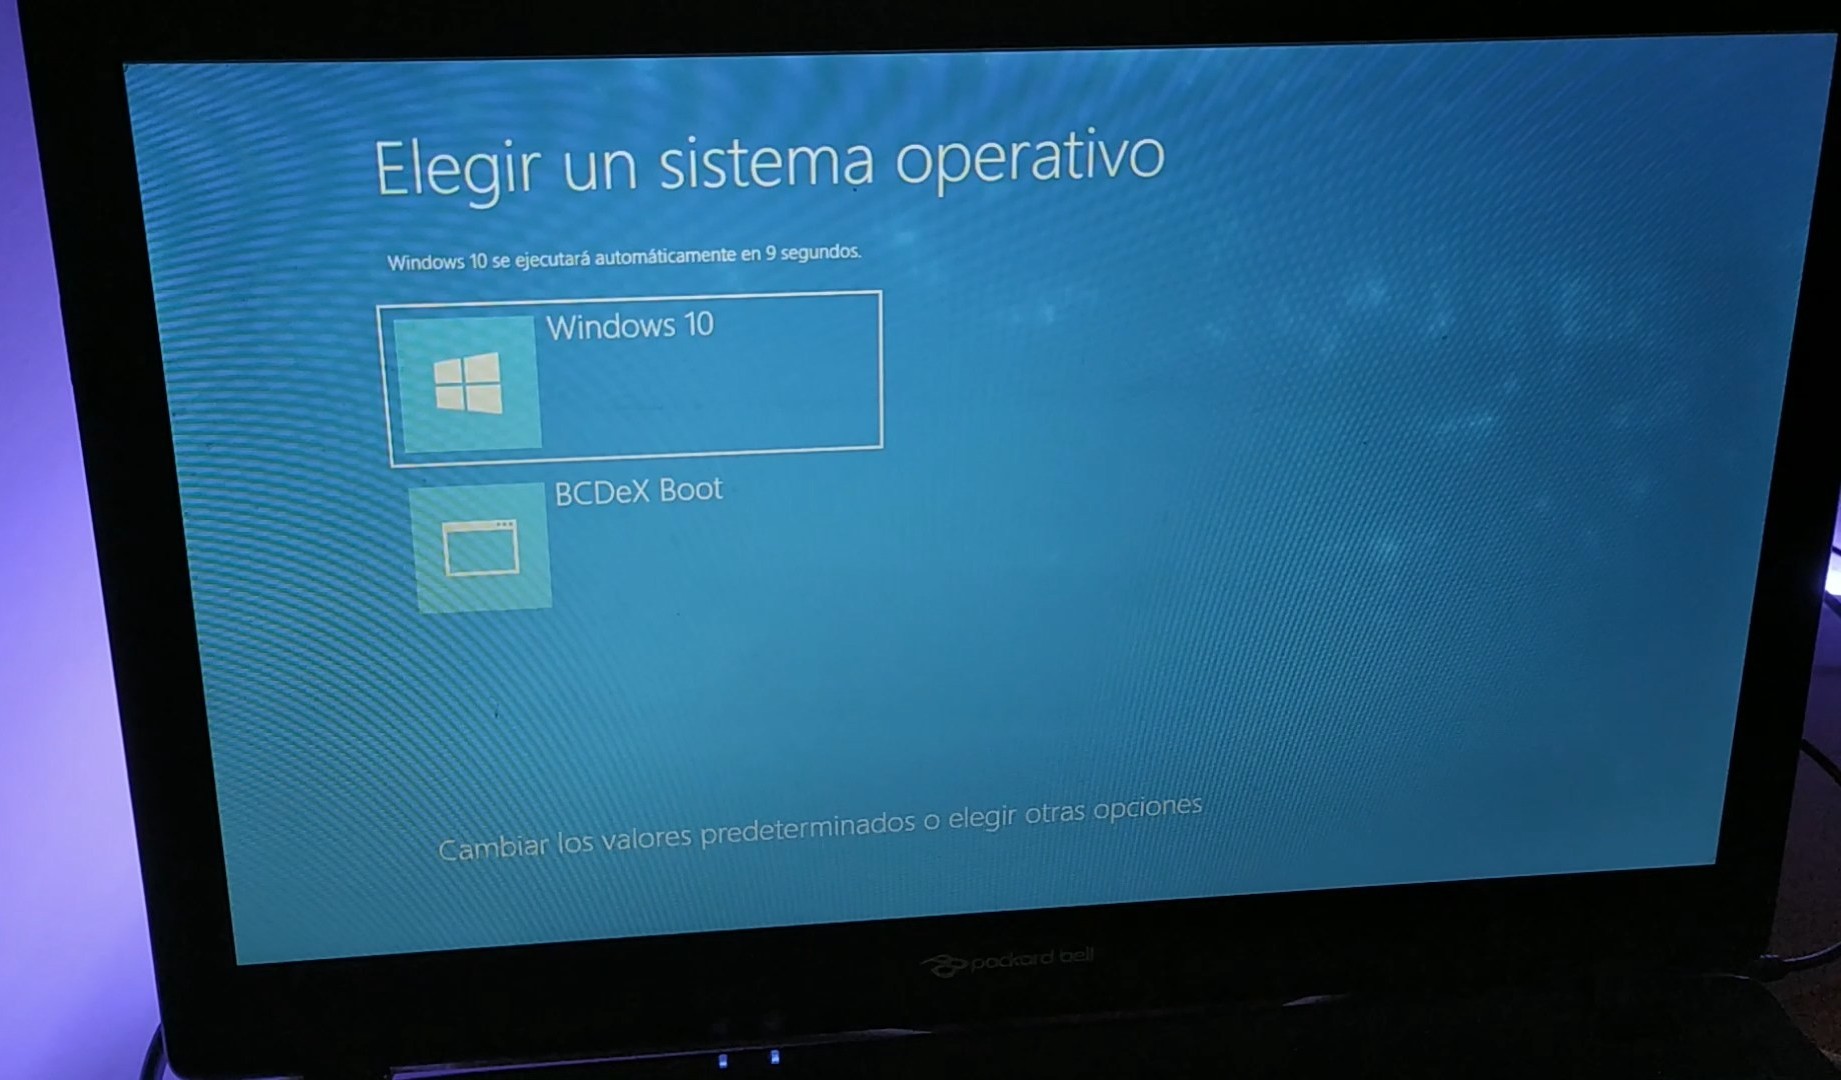 Elegir un sistema operativo
Windows 10 se ejecutará automáticamente en 9 segundos.
Windows 10
BCDeX Boot
Cambiar los valores predeterminados o elegir otras opciones
packard bell